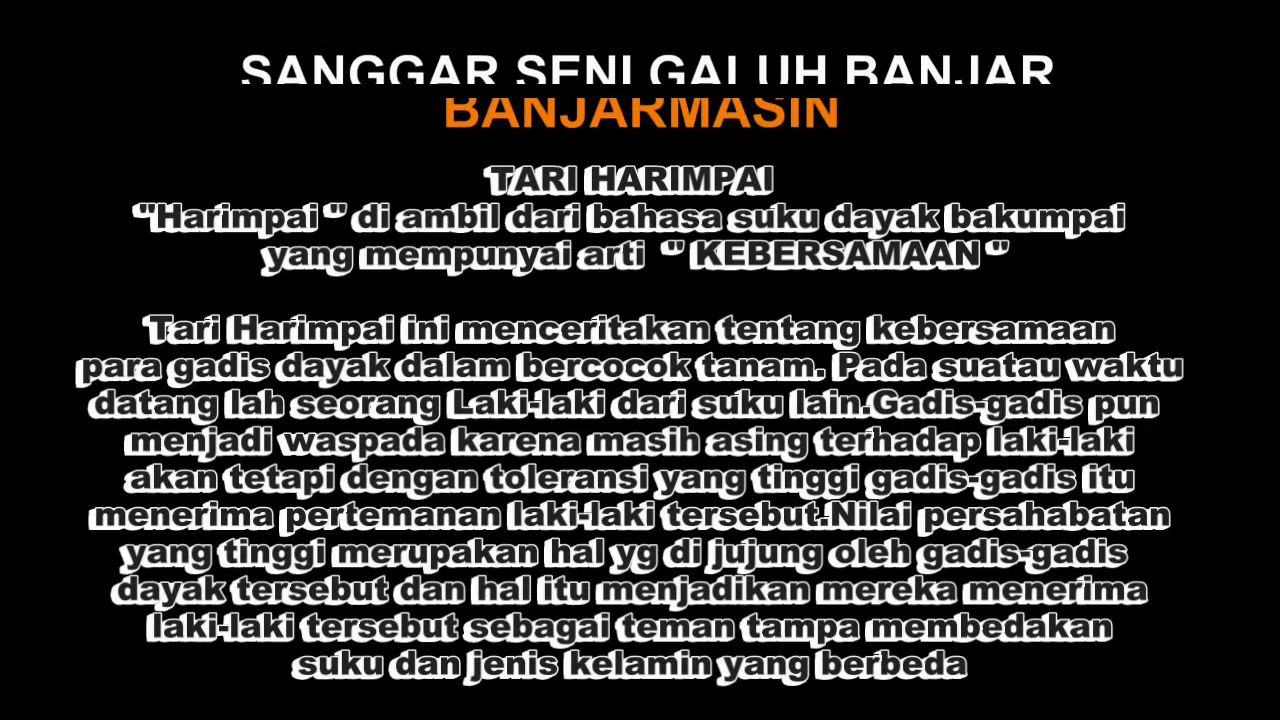 SANGGAR SENI GALUH BANJAR
BANJARMASIN
TARI HARIMPAI
"Harimpai " di ambil dari bahasa suku dayak bakumpai
yang mempunyai arti " KEBERSAMAAN "
Tari Harimpai ini menceritakan tentang kebersamaan
para gadis dayak dalam bercocok tanam. Pada suatau waktu
datang lah seorang Laki-laki dari suku lain.Gadis-gadis pun
menjadi waspada karena masih asing terhadap laki-laki
akan tetapi dengan toleransi yang tinggi gadis-gadis itu
menerima pertemanan laki-laki tersebut.Nilai persahabatan
yang tinggi merupakan hal yg di jujung oleh gadis-gadis
dayak tersebut dan hal itu menjadikan mereka menerima
laki-laki tersebut sebagai teman tampa membedakan
suku dan jenis kelamin yang berbeda